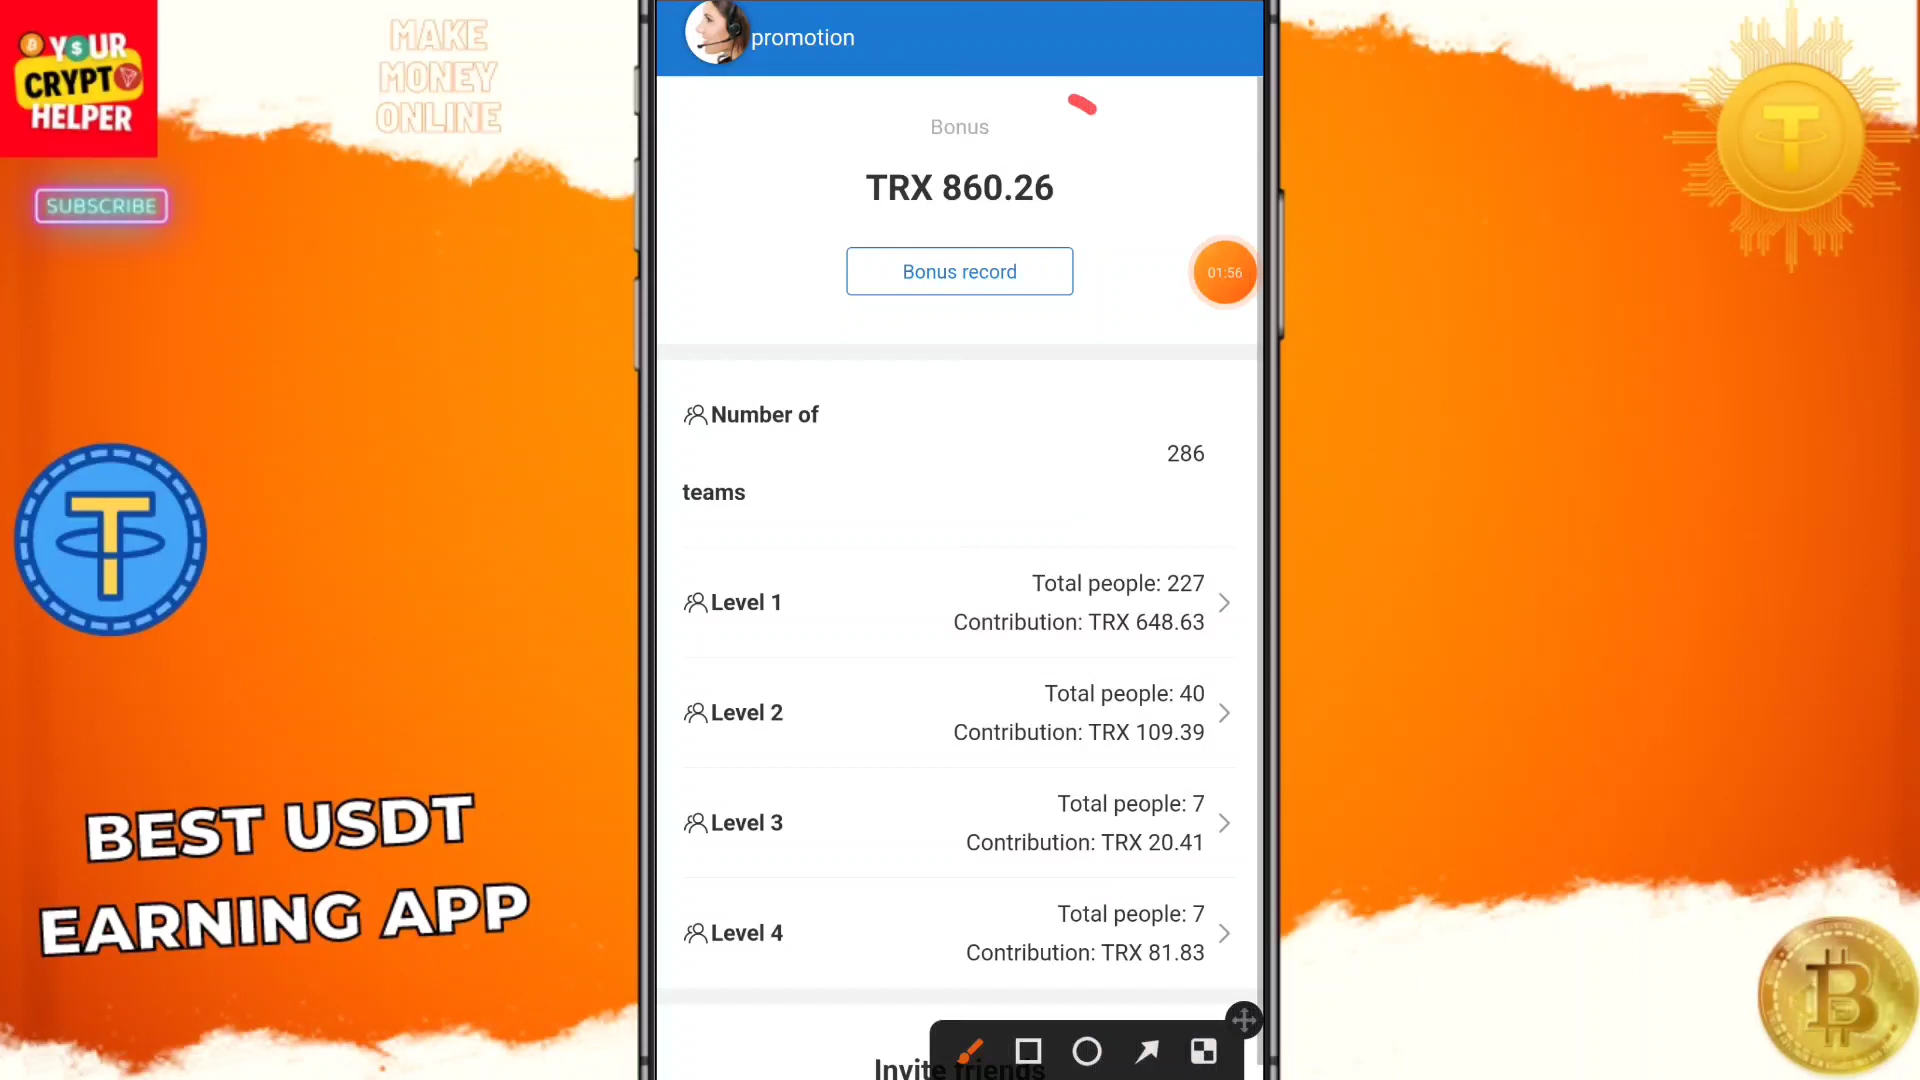 YOUR
CRYPTO
HELPER
SUBSCRIBE
MAKE
MONEY
ONLINE
BEST USDT
EARNING APP
promotion
Bonus
TRX 860.26
Bonus record
01:56
Number of
286
teams
Total people: 227
Level 1
Contribution: TRX 648.63
Total people: 40
Level 2
Contribution: TRX 109.39
Total people: 7
Level 3
Contribution: TRX 20.41
Total people: 7
Level 4
Contribution: TRX 81.83
Invite friends